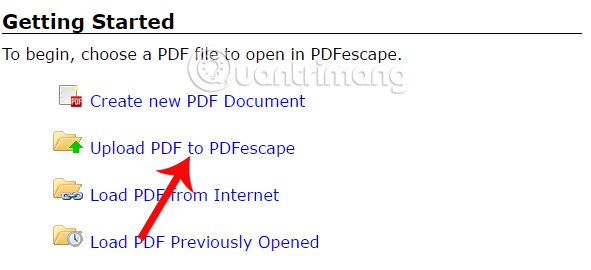 Getting Started
To begin, choose a PDF file to open in PDFescape.
Quantrimang
PDF
Create new PDF Document
Upload PDF to PDFescape
Load PDF from Internet
Load PDF Previously Opened